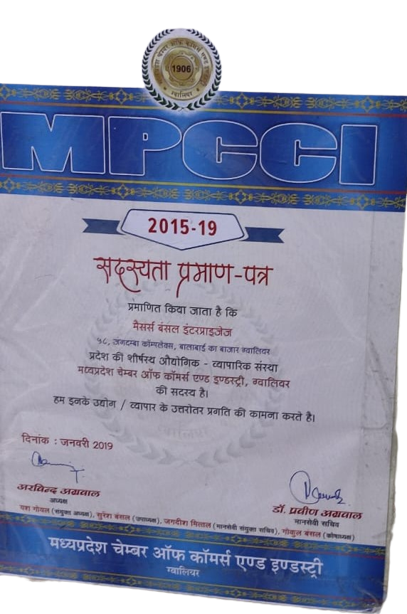 1906
ग्वालियर
MPCCI
2015-19
सदस्यता प्रमाण-पत्र
प्रमाणित किया जाता है कि
मैसर्स बंसल इंटरप्राइजेज
५८, जगदम्बा कॉम्पलेक्स, बालाबाई का बाजार ग्वालियर
प्रदेश की शीर्षस्थ औद्योगिक - व्यापारिक संस्था
मध्यप्रदेश चेम्बर ऑफ कॉमर्स एण्ड इण्डस्ट्री, ग्वालियर
की सदस्य है।
हम इनके उद्योग / व्यापार के उत्तरोतर प्रगति की कामना करते है।
दिनांक : जनवरी 2019
अरविन्द अग्रवाल
अध्यक्ष
डॉ. प्रवीण अग्रवाल
मानसेवी सचिव
यश गोयल (संयुक्त अध्यक्ष), सुरेश बंसल (उपाध्यक्ष), जगदीश मित्तल (मानसेवी संयुक्त सचिव), गोकुल बंसल (कोषाध्यक्ष)
मध्यप्रदेश चेम्बर ऑफ कॉमर्स एण्ड इण्डस्ट्री
ग्वालियर